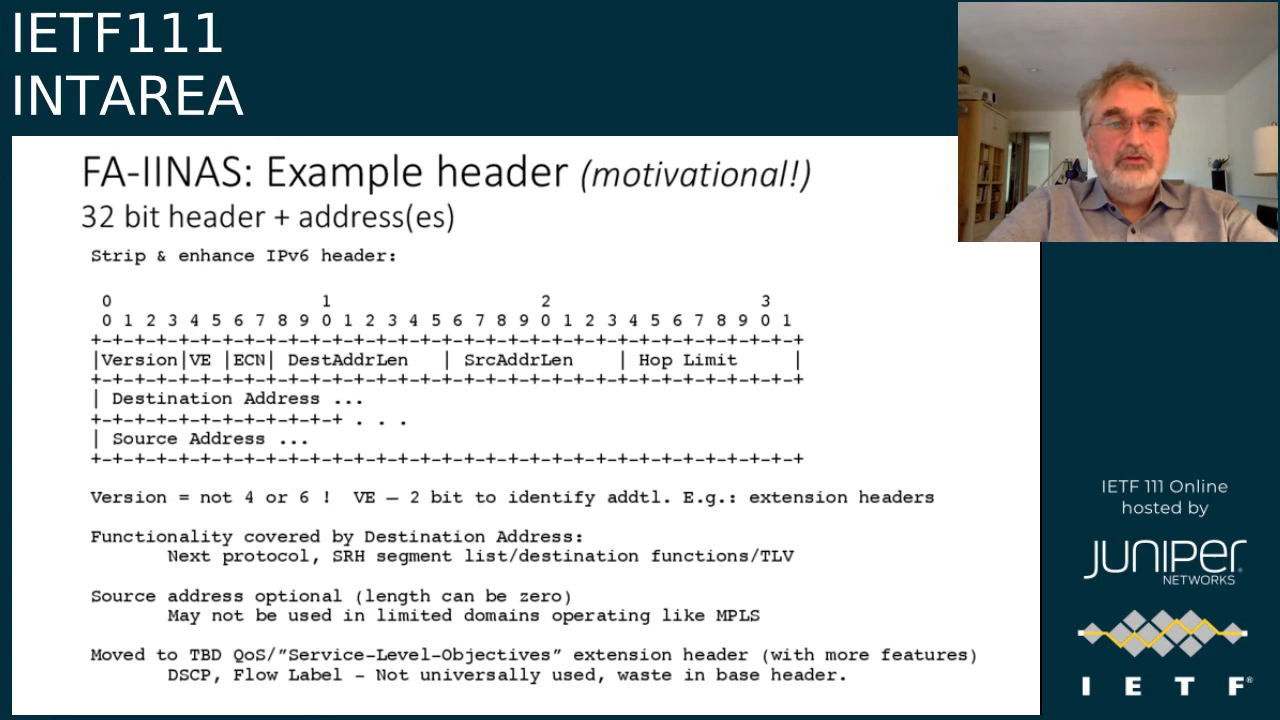 IETF111
INTAREA
FA-IINAS: Example header (motivational!)
32 bit header + address(es)
Strip & enhance IPv6 header:
0 1 2 3
0 1 2 3 4 5 6 7 8 9 0 1 2 3 4 5 6 7 8 9 0 1 2 3 4 5 6 7 8 9 0 1
+-+-+-+-+-+-+-+-+-+-+-+-+-+-+-+-+-+-+-+-+-+-+-+-+-+-+-+-+-+-+-+-+
|Version|VE |ECN| DestAddrLen | SrcAddrLen | Hop Limit |
+-+-+-+-+-+-+-+-+-+-+-+-+-+-+-+-+-+-+-+-+-+-+-+-+-+-+-+-+-+-+-+-+
| Destination Address ...
+-+-+-+-+-+-+-+-+-+-+-+ . . .
| Source Address ...
+-+-+-+-+-+-+-+-+-+-+-+-+-+-+-+-+-+-+-+-+-+-+-+-+-+-+-+-+-+-+-+-+
Version = not 4 or 6 ! VE – 2 bit to identify addtl. E.g.: extension headers
Functionality covered by Destination Address:
Next protocol, SRH segment list/destination functions/TLV
Source address optional (length can be zero)
May not be used in limited domains operating like MPLS
Moved to TBD QoS/”Service-Level-Objectives” extension header (with more features)
DSCP, Flow Label – Not universally used, waste in base header.
IETF 111 Online
hosted by
JUNIPER
NETWORKS
I E T F®